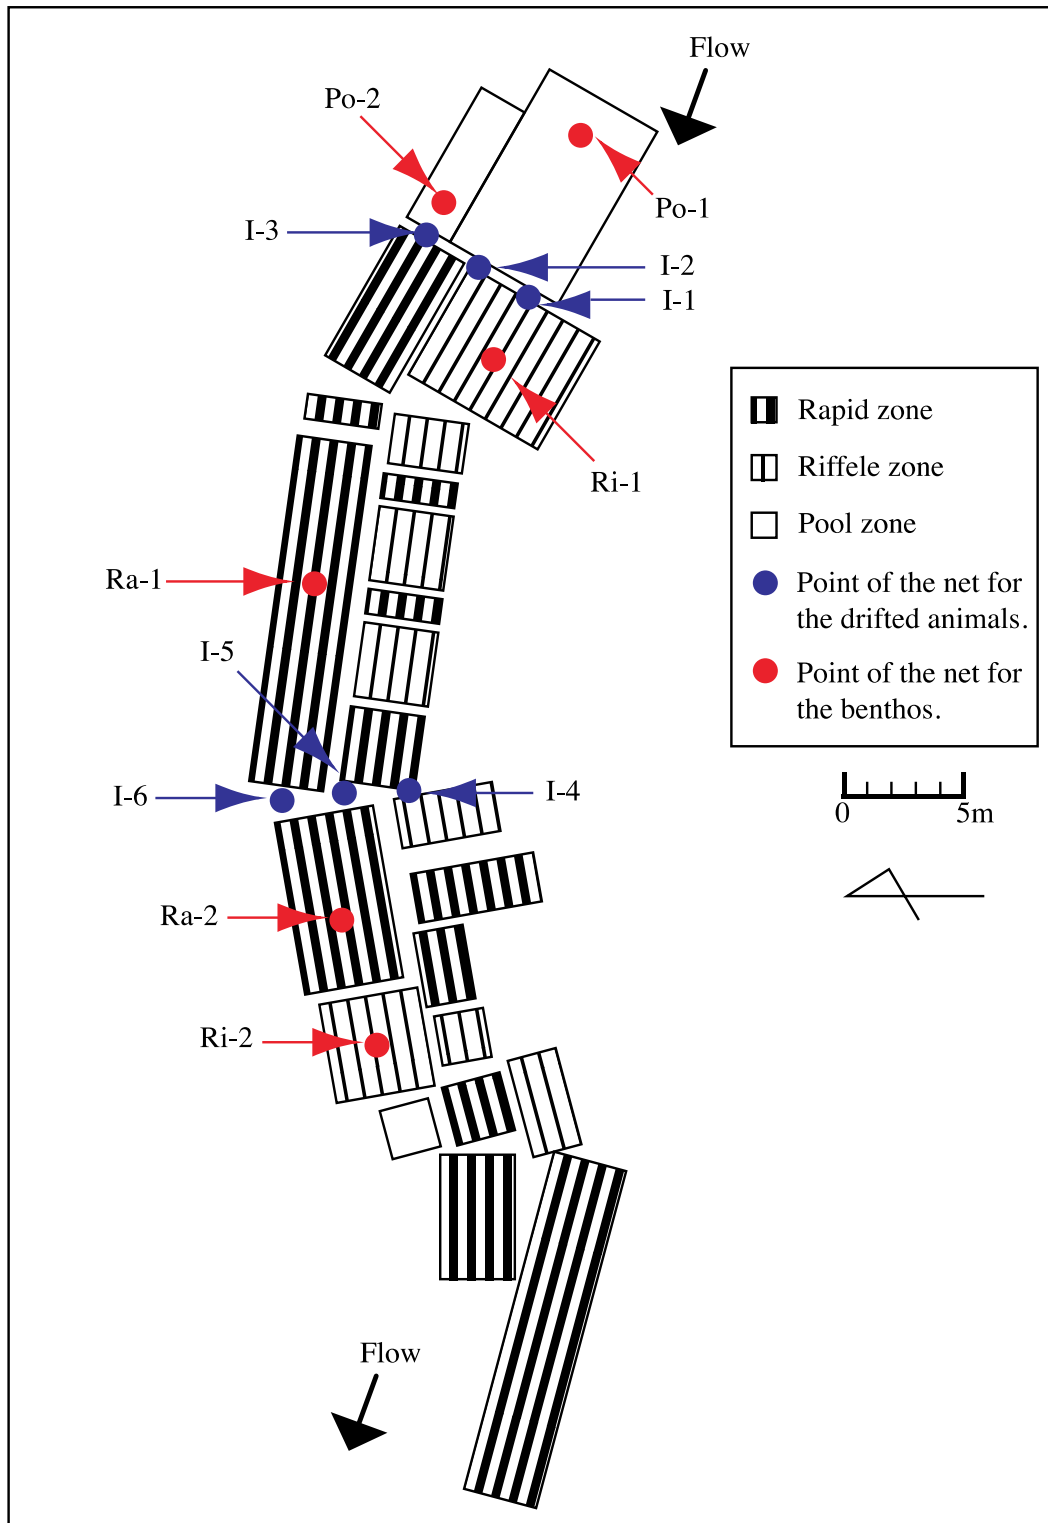 Flow
Po-2
Po-1
I-3
I-2
I-1
Ri-1
Rapid zone
Riffele zone
Pool zone
Point of the net for
the drifted animals.
Point of the net for
the benthos.
Ra-1
I-5
I-6
I-4
0
5m
Ra-2
Ri-2
Flow